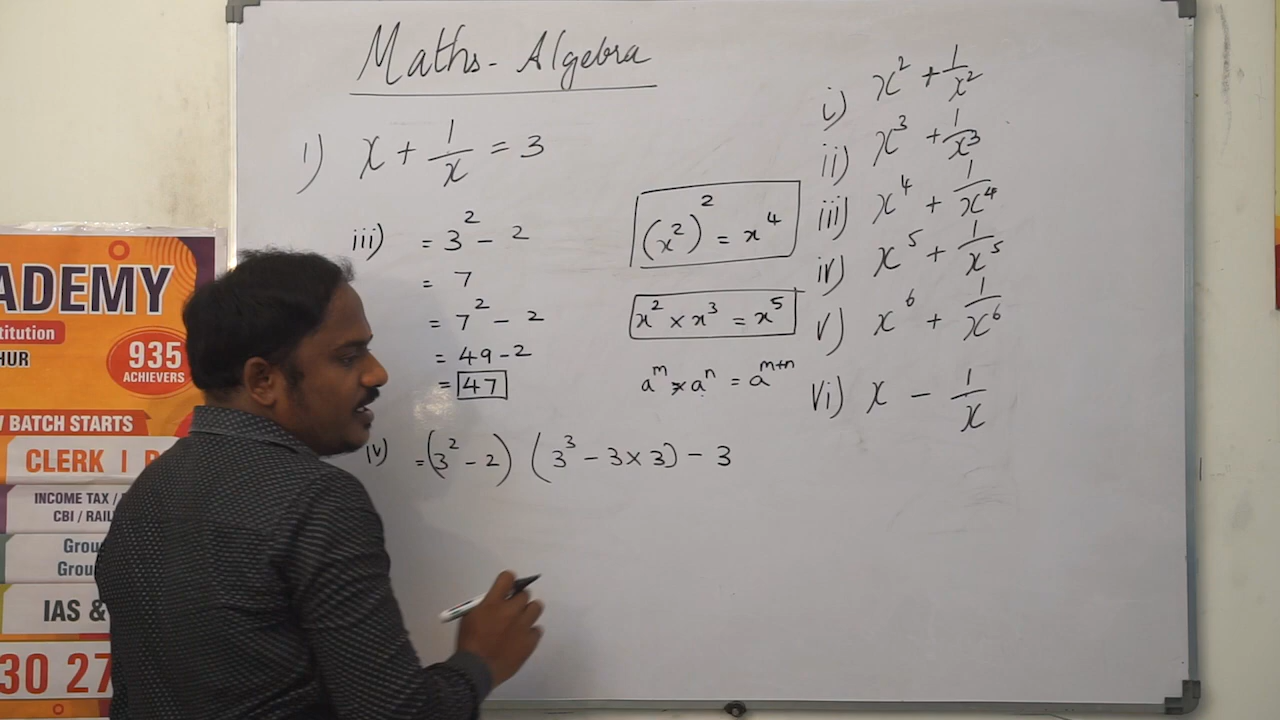 Maths - Algebra
1) x + 1/x = 3
iii) = 3² - 2
= 7
= 7² - 2
= 49 - 2
= 47
iv) = (3² - 2) (3³ - 3 × 3) - 3
(x²)² = x⁴
x² × x³ = x⁵
aᵐ × aⁿ = aᵐ⁺ⁿ
i) x² + 1/x²
ii) x³ + 1/x³
iii) x⁴ + 1/x⁴
iv) x⁵ + 1/x⁵
v) x⁶ + 1/x⁶
vi) x - 1/x
ADEMY
titution
HUR
935
ACHIEVERS
BATCH STARTS
CLERK |
INCOME TAX /
CBI / RAIL
Grou
Grou
IAS &
30 27